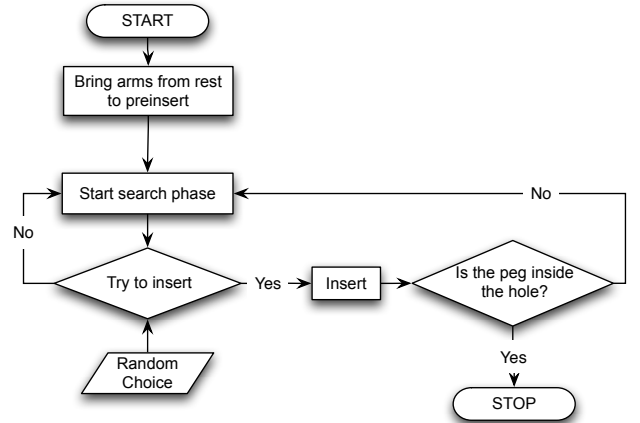 START
Bring arms from rest
to preinsert
Start search phase
No
No
Try to insert
Yes
Insert
Is the peg inside
the hole?
Random
Choice
Yes
STOP